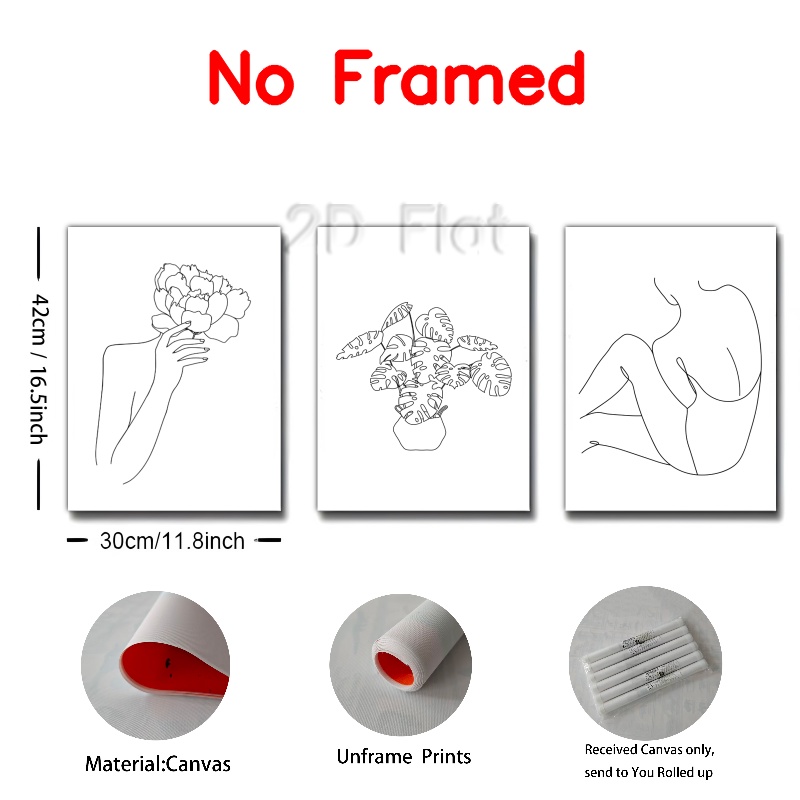 No Framed
2D Flat
42cm / 16.5inch
30cm/11.8inch
Material:Canvas
Unframe Prints
Received Canvas only,
send to You Rolled up